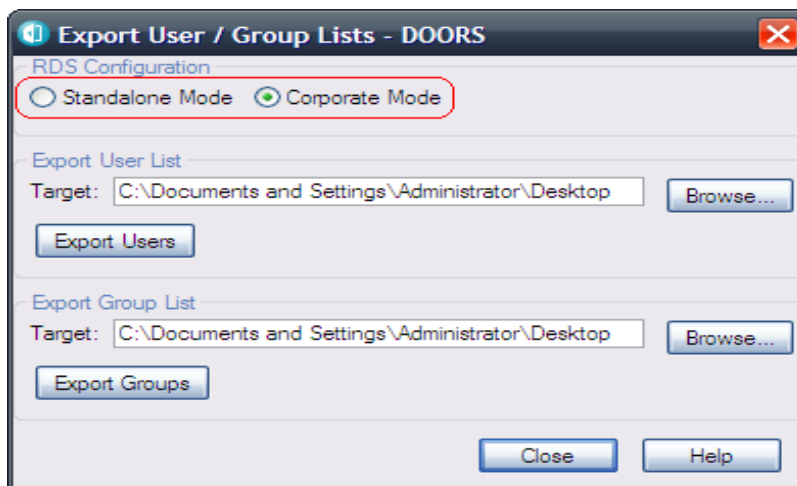 Export User / Group Lists - DOORS
RDS Configuration
Standalone Mode Corporate Mode
Export User List
Target: C:\Documents and Settings\Administrator\Desktop Browse...
Export Users
Export Group List
Target: C:\Documents and Settings\Administrator\Desktop Browse...
Export Groups
Close Help